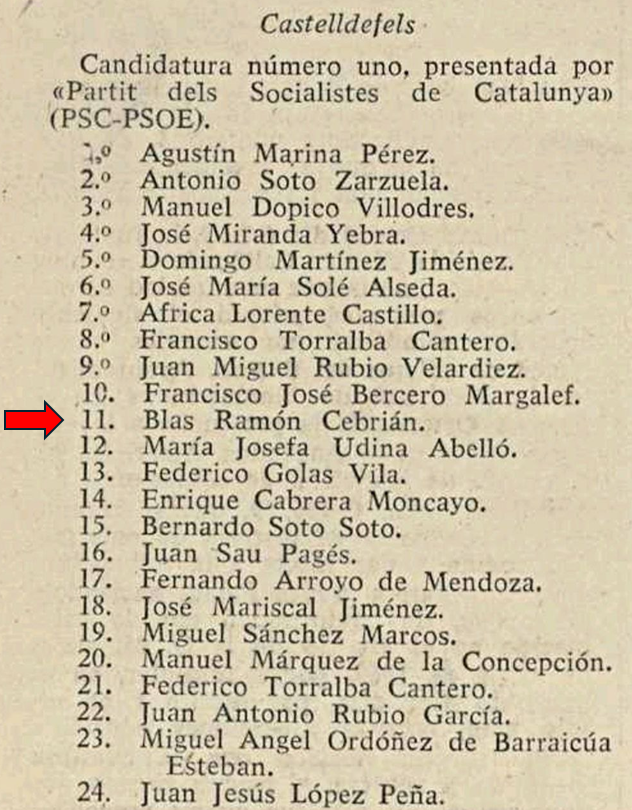 Castelldefels
Candidatura número uno, presentada por
«Partit dels Socialistes de Catalunya»
(PSC-PSOE).
1.º Agustín Marina Pérez.
2.º Antonio Soto Zarzuela.
3.º Manuel Dopico Villodres.
4.º José Miranda Yebra.
5.º Domingo Martínez Jiménez.
6.º José María Solé Alseda.
7.º Africa Lorente Castillo.
8.º Francisco Torralba Cantero.
9.º Juan Miguel Rubio Velardiez.
10. Francisco José Bercero Margalef.
11. Blas Ramón Cebrián.
12. María Josefa Udina Abelló.
13. Federico Golas Vila.
14. Enrique Cabrera Moncayo.
15. Bernardo Soto Soto.
16. Juan Sau Pagés.
17. Fernando Arroyo de Mendoza.
18. José Mariscal Jiménez.
19. Miguel Sánchez Marcos.
20. Manuel Márquez de la Concepción.
21. Federico Torralba Cantero.
22. Juan Antonio Rubio García.
23. Miguel Angel Ordóñez de Barraicúa
Esteban.
24. Juan Jesús López Peña.